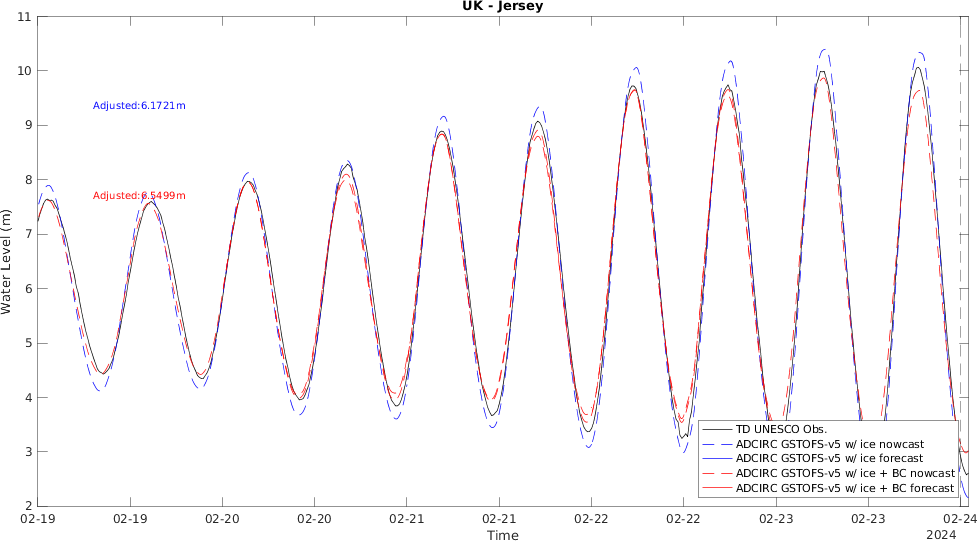 UK - Jersey
11
10
9
8
7
6
5
4
3
2
Water Level (m)
Adjusted:6.1721m
Adjusted:6.5499m
TD UNESCO Obs.
ADCIRC GSTOFS-v5 w/ ice nowcast
ADCIRC GSTOFS-v5 w/ ice forecast
ADCIRC GSTOFS-v5 w/ ice + BC nowcast
ADCIRC GSTOFS-v5 w/ ice + BC forecast
02-19 02-19 02-20 02-20 02-21 02-21 02-22 02-22 02-23 02-23 02-24
Time
2024